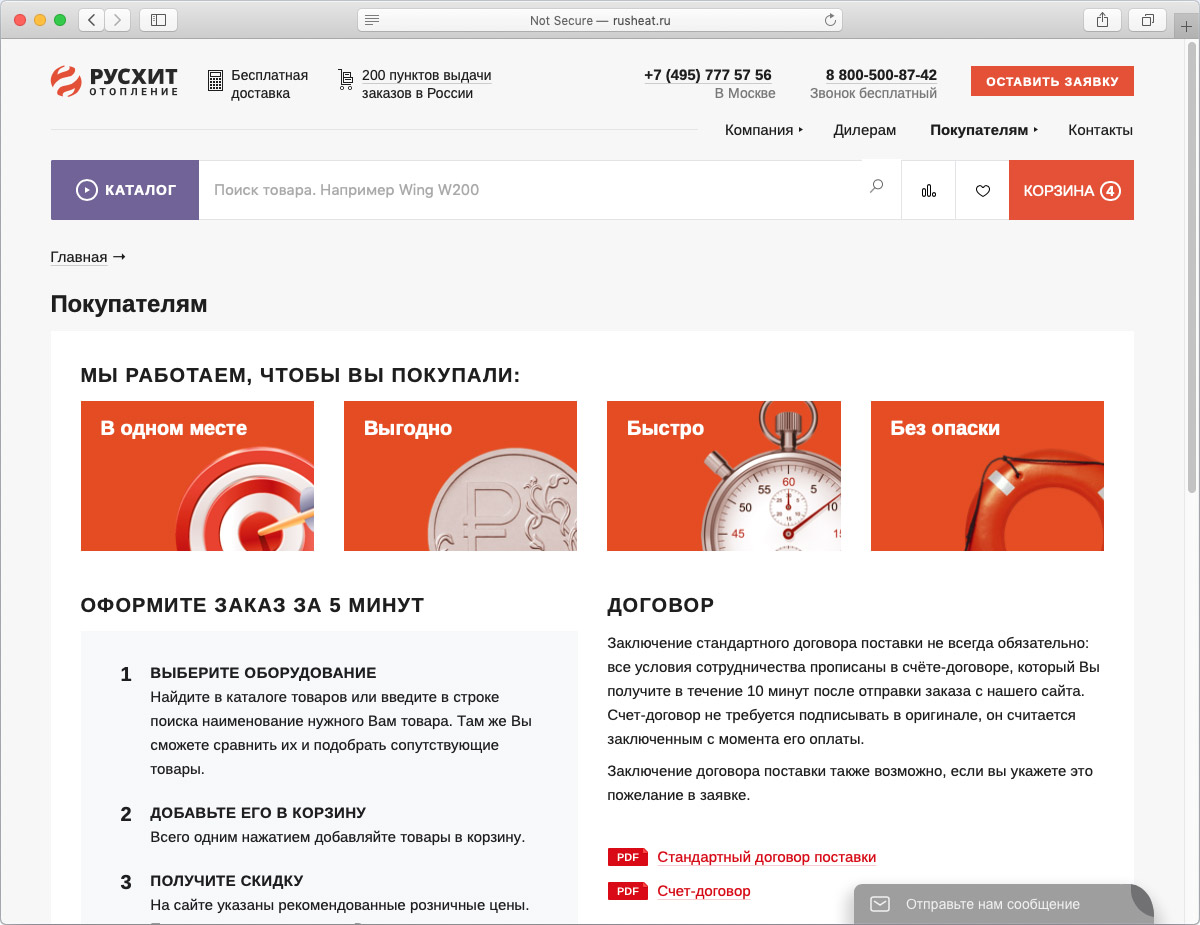 Not Secure — rusheat.ru
РУСХИТ
ОТОПЛЕНИЕ
Бесплатная
доставка
200 пунктов выдачи
заказов в России
+7 (495) 777 57 56
В Москве
8 800-500-87-42
Звонок бесплатный
ОСТАВИТЬ ЗАЯВКУ
Компания
Дилерам
Покупателям
Контакты
КАТАЛОГ
Поиск товара. Например Wing W200
КОРЗИНА 4
Главная →
Покупателям
МЫ РАБОТАЕМ, ЧТОБЫ ВЫ ПОКУПАЛИ:
В одном месте
Выгодно
Быстро
60
55
5
50
10
45
15
Без опаски
ОФОРМИТЕ ЗАКАЗ ЗА 5 МИНУТ
1 ВЫБЕРИТЕ ОБОРУДОВАНИЕ
Найдите в каталоге товаров или введите в строке
поиска наименование нужного Вам товара. Там же Вы
сможете сравнить их и подобрать сопутствующие
товары.
2 ДОБАВЬТЕ ЕГО В КОРЗИНУ
Всего одним нажатием добавляйте товары в корзину.
3 ПОЛУЧИТЕ СКИДКУ
На сайте указаны рекомендованные розничные цены.
ДОГОВОР
Заключение стандартного договора поставки не всегда обязательно:
все условия сотрудничества прописаны в счёте-договоре, который Вы
получите в течение 10 минут после отправки заказа с нашего сайта.
Счет-договор не требуется подписывать в оригинале, он считается
заключенным с момента его оплаты.
Заключение договора поставки также возможно, если вы укажете это
пожелание в заявке.
PDF Стандартный договор поставки
PDF Счет-договор
Отправьте нам сообщение